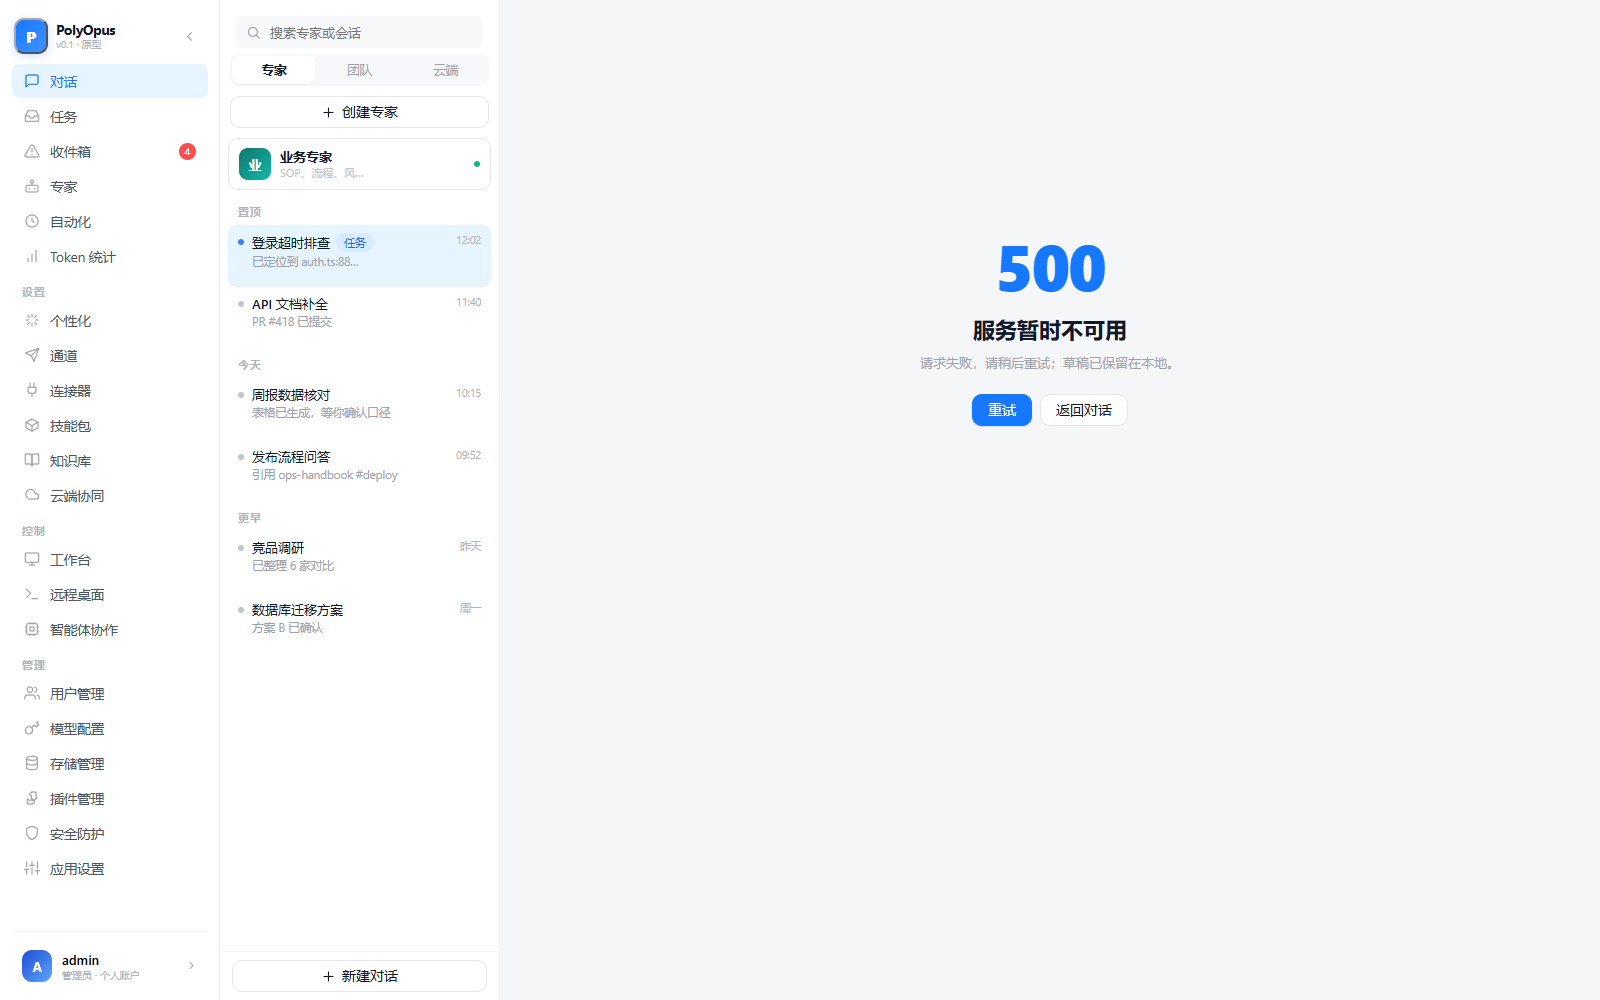 P
PolyOpus
v0.1 · 原型
对话
任务
收件箱
4
专家
自动化
Token 统计
设置
个性化
通道
连接器
技能包
知识库
云端协同
控制
工作台
远程桌面
智能体协作
管理
用户管理
模型配置
存储管理
插件管理
安全防护
应用设置
A
admin
管理员 · 个人账户
搜索专家或会话
专家
团队
云端
创建专家
业务专家
SOP、流程、风...
置顶
登录超时排查 任务 12:02
已定位到 auth.ts:88...
API 文档补全 11:40
PR #418 已提交
今天
周报数据核对 10:15
表格已生成，等你确认口径
发布流程问答 09:52
引用 ops-handbook #deploy
更早
竞品调研 昨天
已整理 6 家对比
数据库迁移方案 周一
方案 B 已确认
新建对话
500
服务暂时不可用
请求失败，请稍后重试；草稿已保留在本地。
重试
返回对话